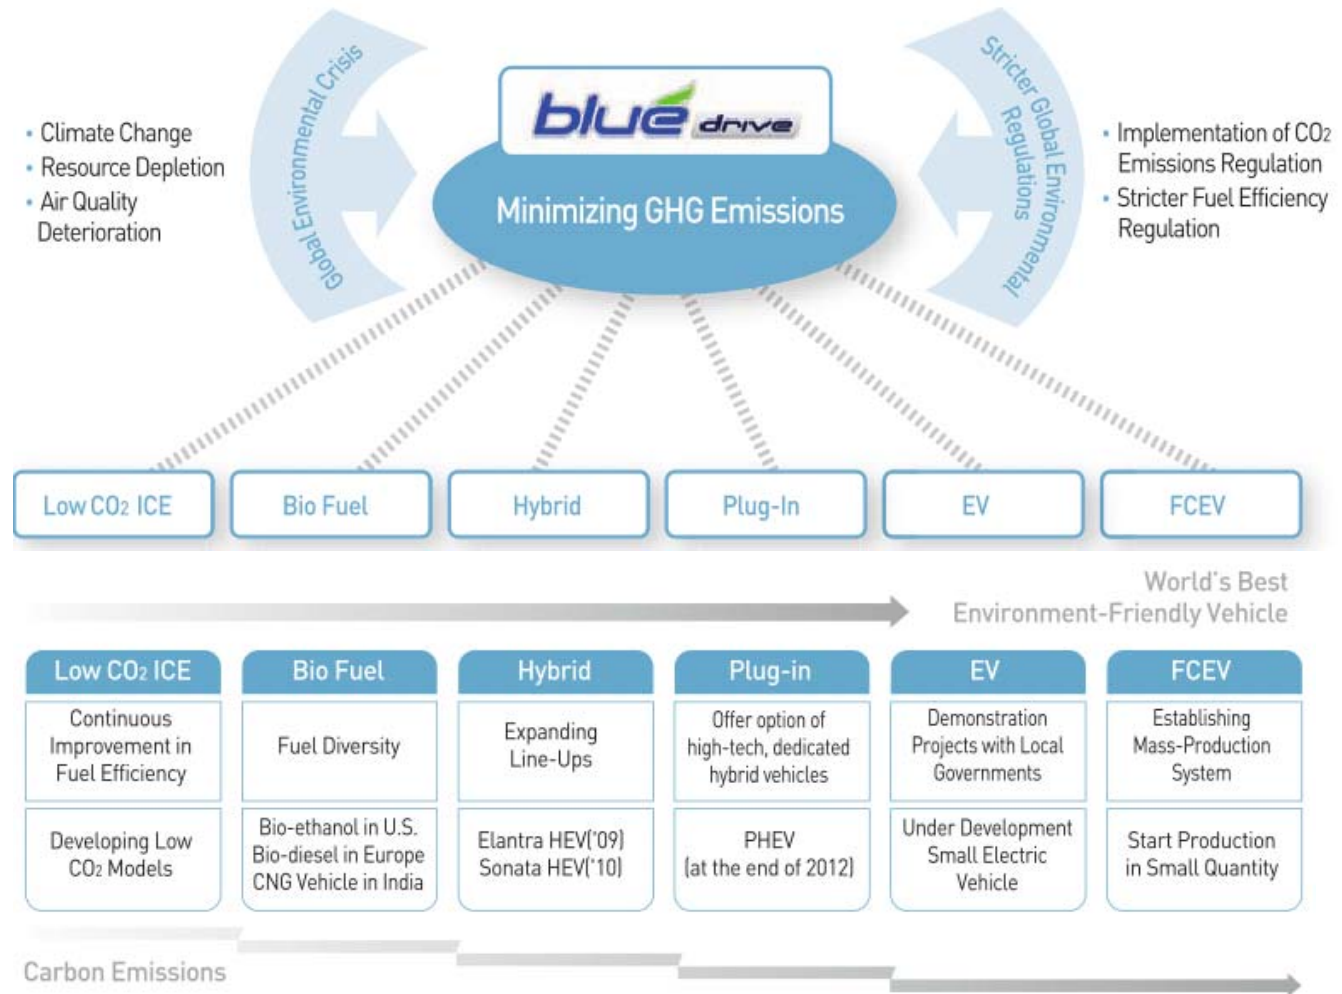 Global Environmental Crisis
• Climate Change
• Resource Depletion
• Air Quality
Deterioration
blue drive
Minimizing GHG Emissions
Stricter Global Environmental
Regulations
• Implementation of CO2
Emissions Regulation
• Stricter Fuel Efficiency
Regulation
Low CO2 ICE
Bio Fuel
Hybrid
Plug-In
EV
FCEV
World's Best
Environment-Friendly Vehicle
Low CO2 ICE
Continuous
Improvement in
Fuel Efficiency
Developing Low
CO2 Models
Bio Fuel
Fuel Diversity
Bio-ethanol in U.S.
Bio-diesel in Europe
CNG Vehicle in India
Hybrid
Expanding
Line-Ups
Elantra HEV('09)
Sonata HEV('10)
Plug-in
Offer option of
high-tech, dedicated
hybrid vehicles
PHEV
(at the end of 2012)
EV
Demonstration
Projects with Local
Governments
Under Development
Small Electric
Vehicle
FCEV
Establishing
Mass-Production
System
Start Production
in Small Quantity
Carbon Emissions